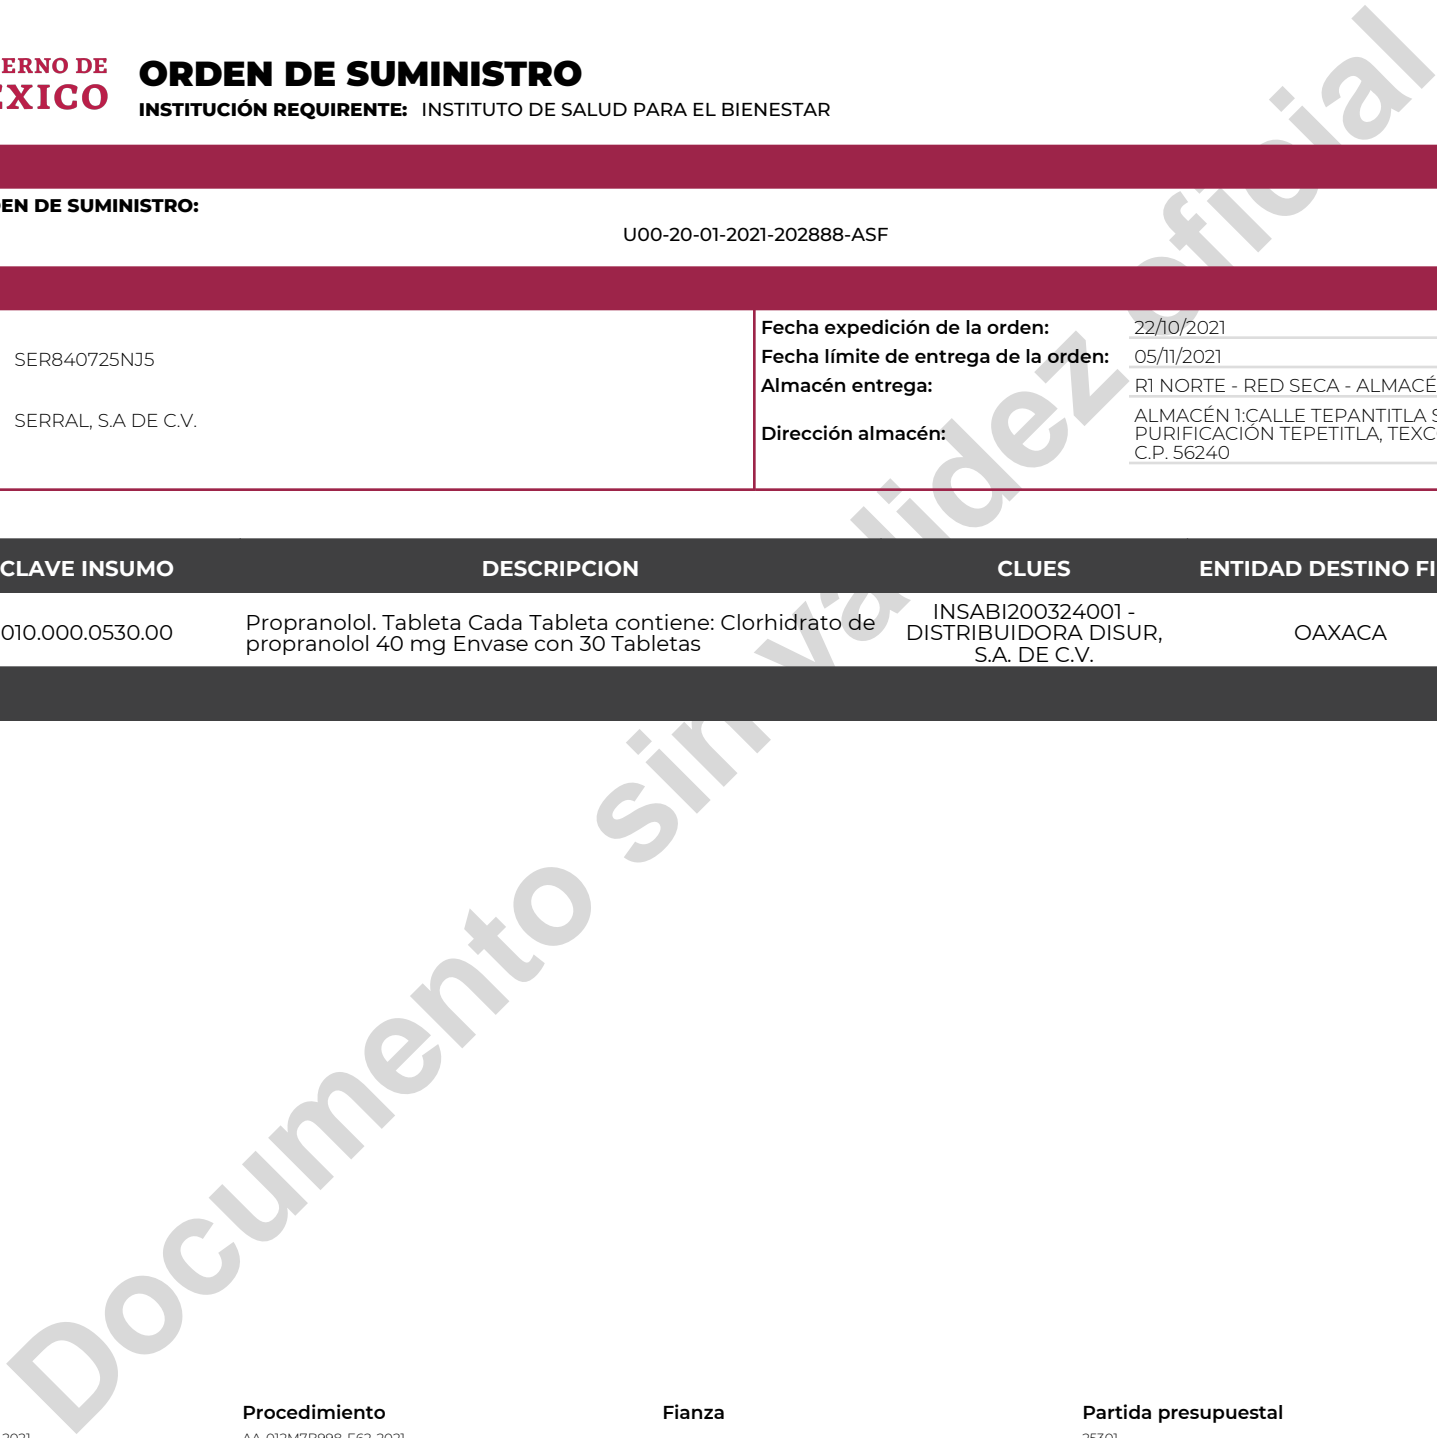 ERNO DE
ORDEN DE SUMINISTRO
INSTITUCIÓN REQUIRENTE: INSTITUTO DE SALUD PARA EL BIENESTAR
EN DE SUMINISTRO:
U00-20-01-2021-202888-ASF
SER840725NJ5
SERRAL, S.A DE C.V.
Fecha expedición de la orden: 22/10/2021
Fecha límite de entrega de la orden: 05/11/2021
Almacén entrega: R1 NORTE - RED SECA - ALMACÉ
Dirección almacén: ALMACÉN 1:CALLE TEPANTITLA S
PURIFICACIÓN TEPETITLA, TEXC
C.P. 56240
CLAVE INSUMO DESCRIPCION CLUES ENTIDAD DESTINO FI
010.000.0530.00
Propranolol. Tableta Cada Tableta contiene: Clorhidrato de
propranolol 40 mg Envase con 30 Tabletas
INSABI200324001 -
DISTRIBUIDORA DISUR,
S.A. DE C.V.
OAXACA
Documento sin validez oficial
Procedimiento Fianza Partida presupuestal